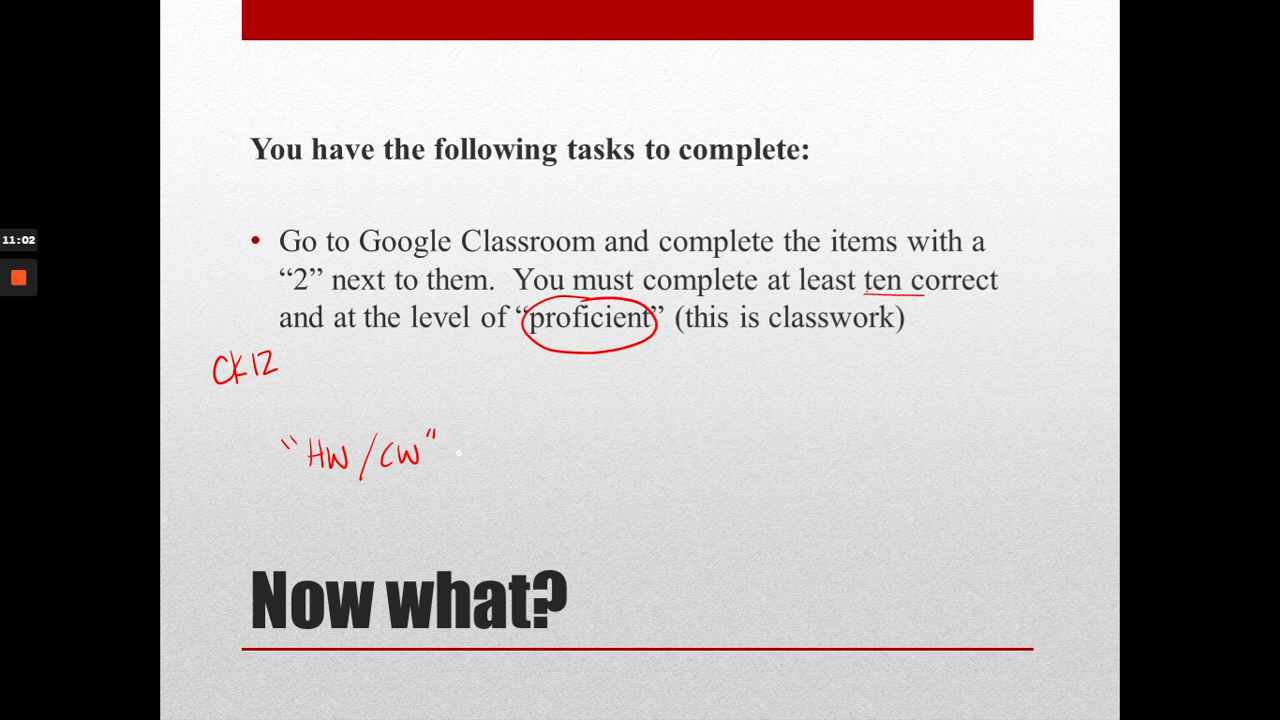 You have the following tasks to complete:
11:02
• Go to Google Classroom and complete the items with a
“2” next to them.  You must complete at least ten correct
and at the level of “proficient” (this is classwork)
CK12
“HW/CW”
Now what?